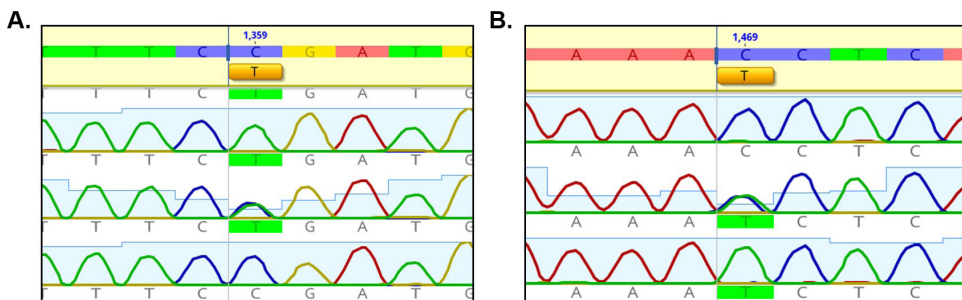 A.
1,359
T T T C C G A T G
T
T T T C T G A T G
T T T C T G A T G
T T T C T G A T G
T T T C C G A T G
B.
1,469
A A A C C T C
T
A A A C C T C
A A A T C T C
A A A T C T C